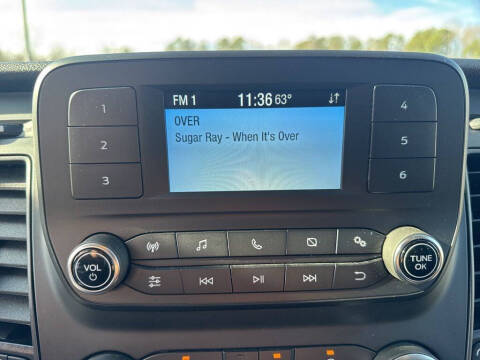 FM 1 11:36 63°
OVER
Sugar Ray - When It's Over
1
2
3
4
5
6
VOL
TUNE
OK